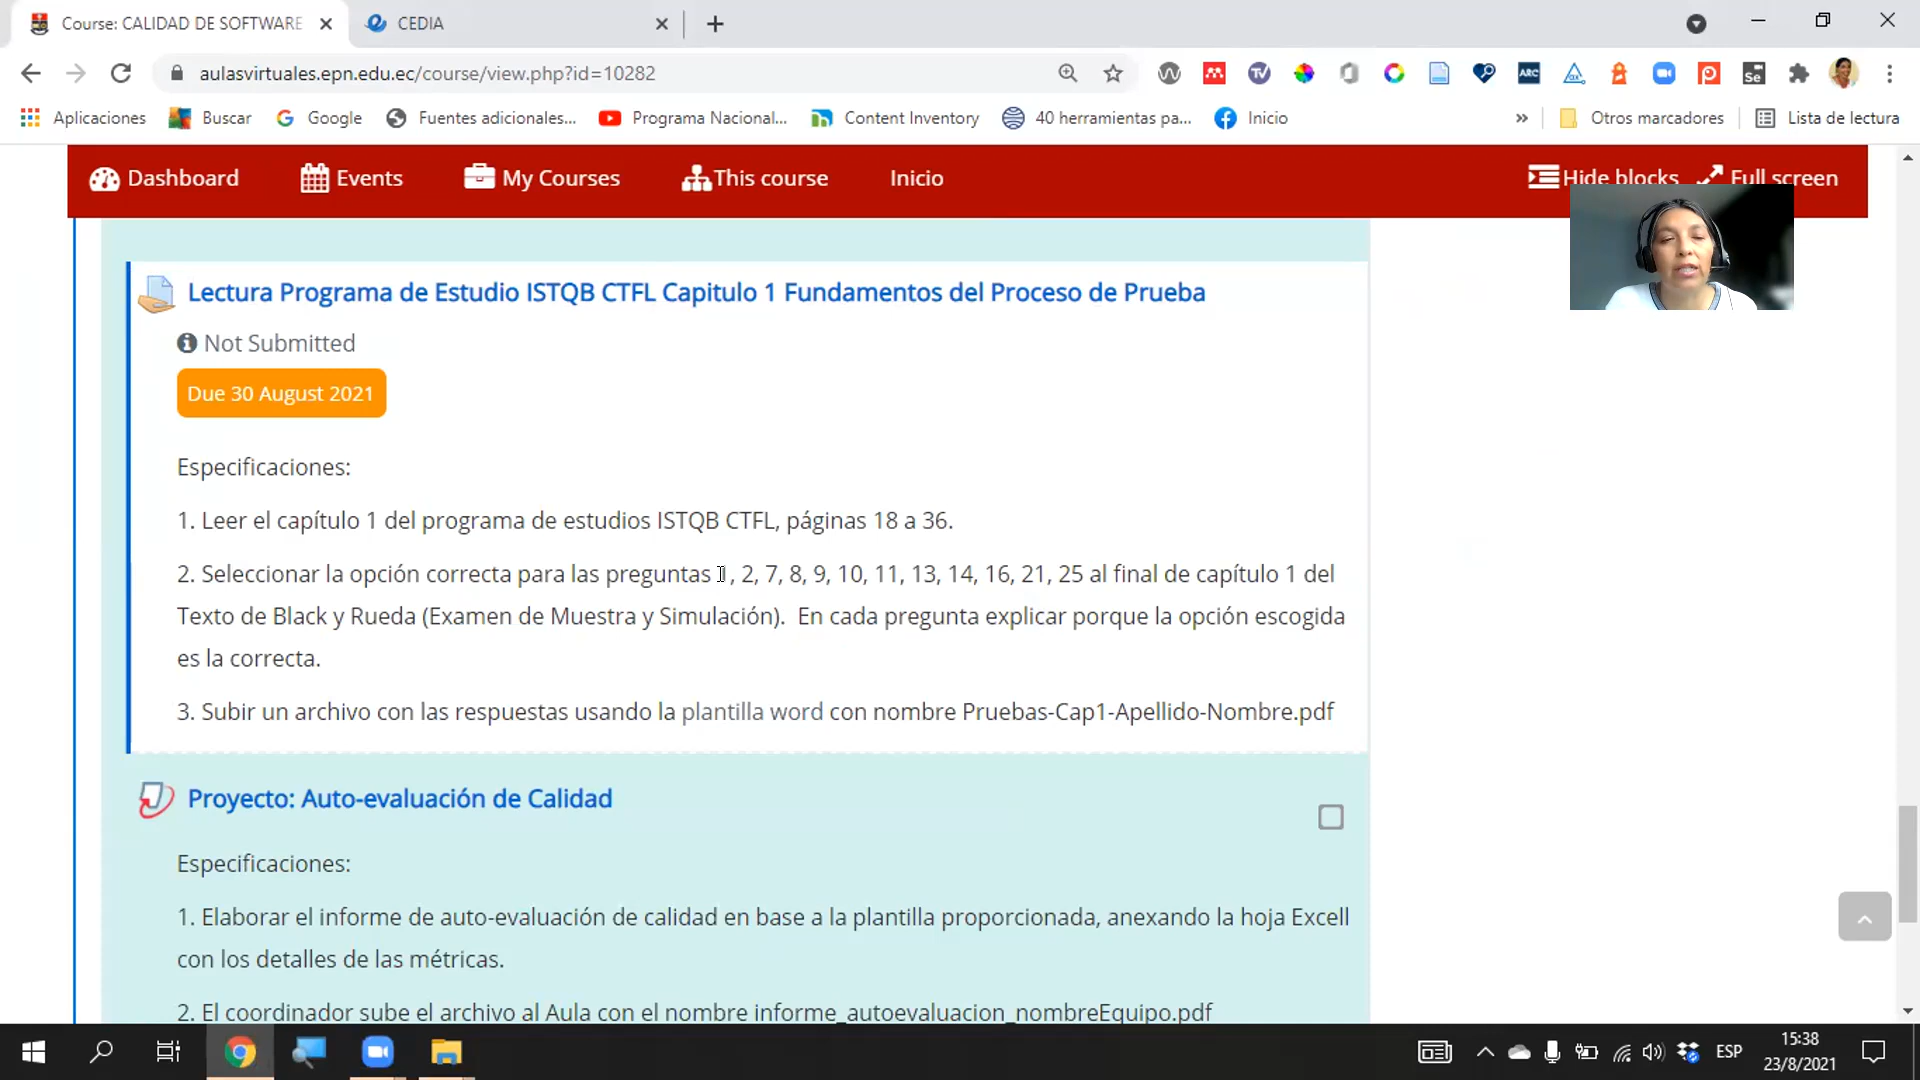 Course: CALIDAD DE SOFTWARE
CEDIA
aulasvirtuales.epn.edu.ec/course/view.php?id=10282
Aplicaciones
Buscar
Google
Fuentes adicionales...
Programa Nacional...
Content Inventory
40 herramientas pa...
Inicio
Otros marcadores
Lista de lectura
Dashboard
Events
My Courses
This course
Inicio
Hide blocks
Full screen
Lectura Programa de Estudio ISTQB CTFL Capitulo 1 Fundamentos del Proceso de Prueba
Not Submitted
Due 30 August 2021
Especificaciones:
1. Leer el capítulo 1 del programa de estudios ISTQB CTFL, páginas 18 a 36.
2. Seleccionar la opción correcta para las preguntas 1, 2, 7, 8, 9, 10, 11, 13, 14, 16, 21, 25 al final de capítulo 1 del
Texto de Black y Rueda (Examen de Muestra y Simulación). En cada pregunta explicar porque la opción escogida
es la correcta.
3. Subir un archivo con las respuestas usando la plantilla word con nombre Pruebas-Cap1-Apellido-Nombre.pdf
Proyecto: Auto-evaluación de Calidad
Especificaciones:
1. Elaborar el informe de auto-evaluación de calidad en base a la plantilla proporcionada, anexando la hoja Excell
con los detalles de las métricas.
2. El coordinador sube el archivo al Aula con el nombre informe_autoevaluacion_nombreEquipo.pdf
ESP
15:38
23/8/2021